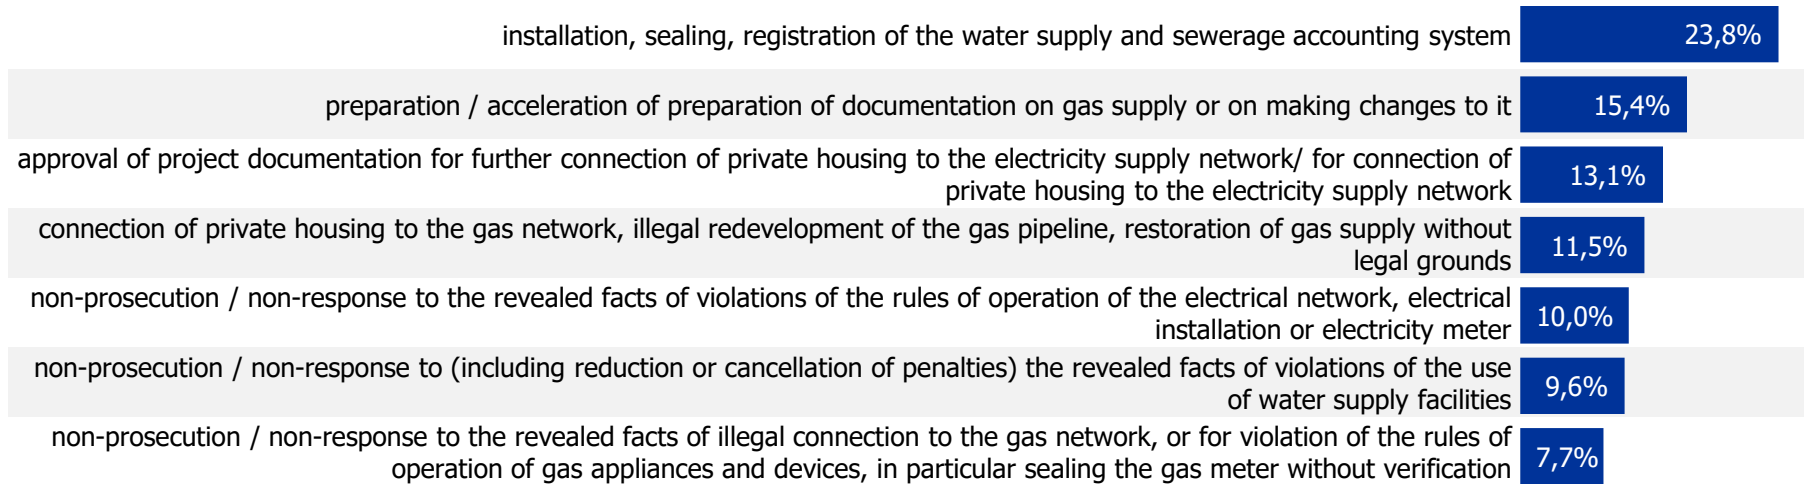 installation, sealing, registration of the water supply and sewerage accounting system 23,8%
preparation / acceleration of preparation of documentation on gas supply or on making changes to it 15,4%
approval of project documentation for further connection of private housing to the electricity supply network/ for connection of
private housing to the electricity supply network 13,1%
connection of private housing to the gas network, illegal redevelopment of the gas pipeline, restoration of gas supply without
legal grounds 11,5%
non-prosecution / non-response to the revealed facts of violations of the rules of operation of the electrical network, electrical
installation or electricity meter 10,0%
non-prosecution / non-response to (including reduction or cancellation of penalties) the revealed facts of violations of the use
of water supply facilities 9,6%
non-prosecution / non-response to the revealed facts of illegal connection to the gas network, or for violation of the rules of
operation of gas appliances and devices, in particular sealing the gas meter without verification 7,7%